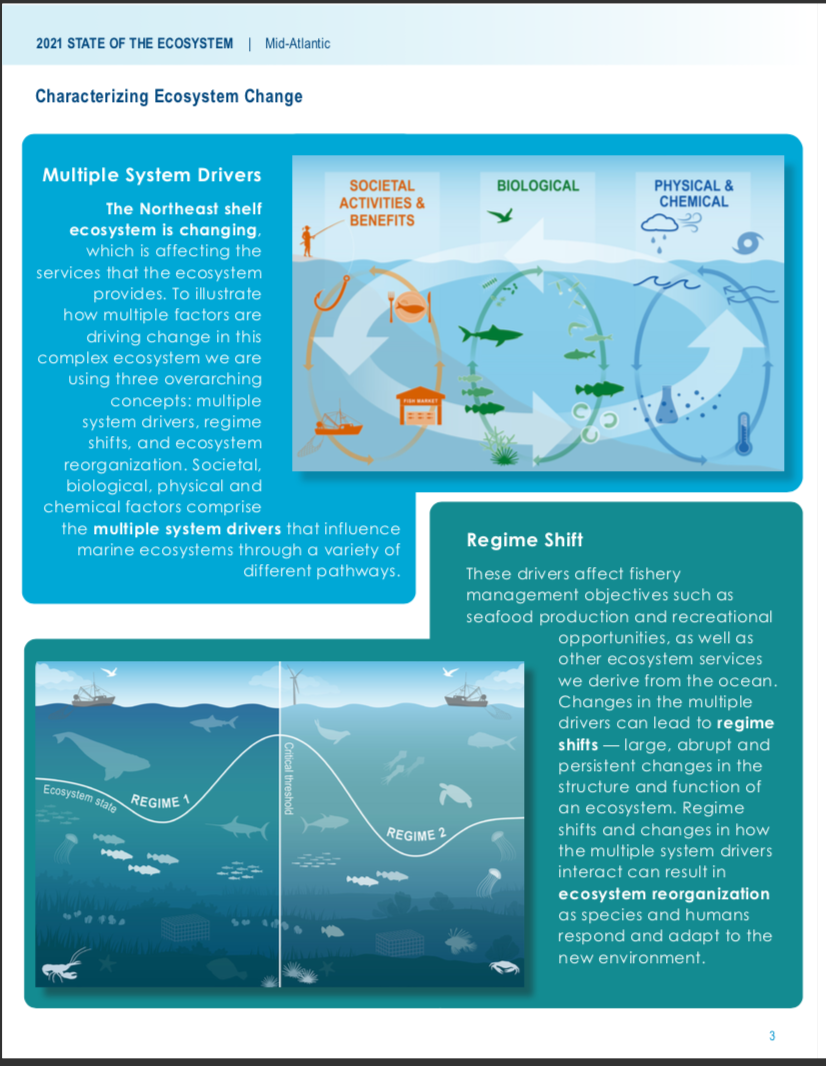 2021 STATE OF THE ECOSYSTEM | Mid-Atlantic
Characterizing Ecosystem Change
Multiple System Drivers
The Northeast shelf
ecosystem is changing,
which is affecting the
services that the ecosystem
provides. To illustrate
how multiple factors are
driving change in this
complex ecosystem we are
using three overarching
concepts: multiple
system drivers, regime
shifts, and ecosystem
reorganization. Societal,
biological, physical and
chemical factors comprise
the multiple system drivers that influence
marine ecosystems through a variety of
different pathways.
SOCIETAL
ACTIVITIES &
BENEFITS
BIOLOGICAL
PHYSICAL &
CHEMICAL
FISH MARKET
Regime Shift
These drivers affect fishery
management objectives such as
seafood production and recreational
opportunities, as well as
other ecosystem services
we derive from the ocean.
Changes in the multiple
drivers can lead to regime
shifts — large, abrupt and
persistent changes in the
structure and function of
an ecosystem. Regime
shifts and changes in how
the multiple system drivers
interact can result in
ecosystem reorganization
as species and humans
respond and adapt to the
new environment.
Ecosystem state
REGIME 1
Critical threshold
REGIME 2
3